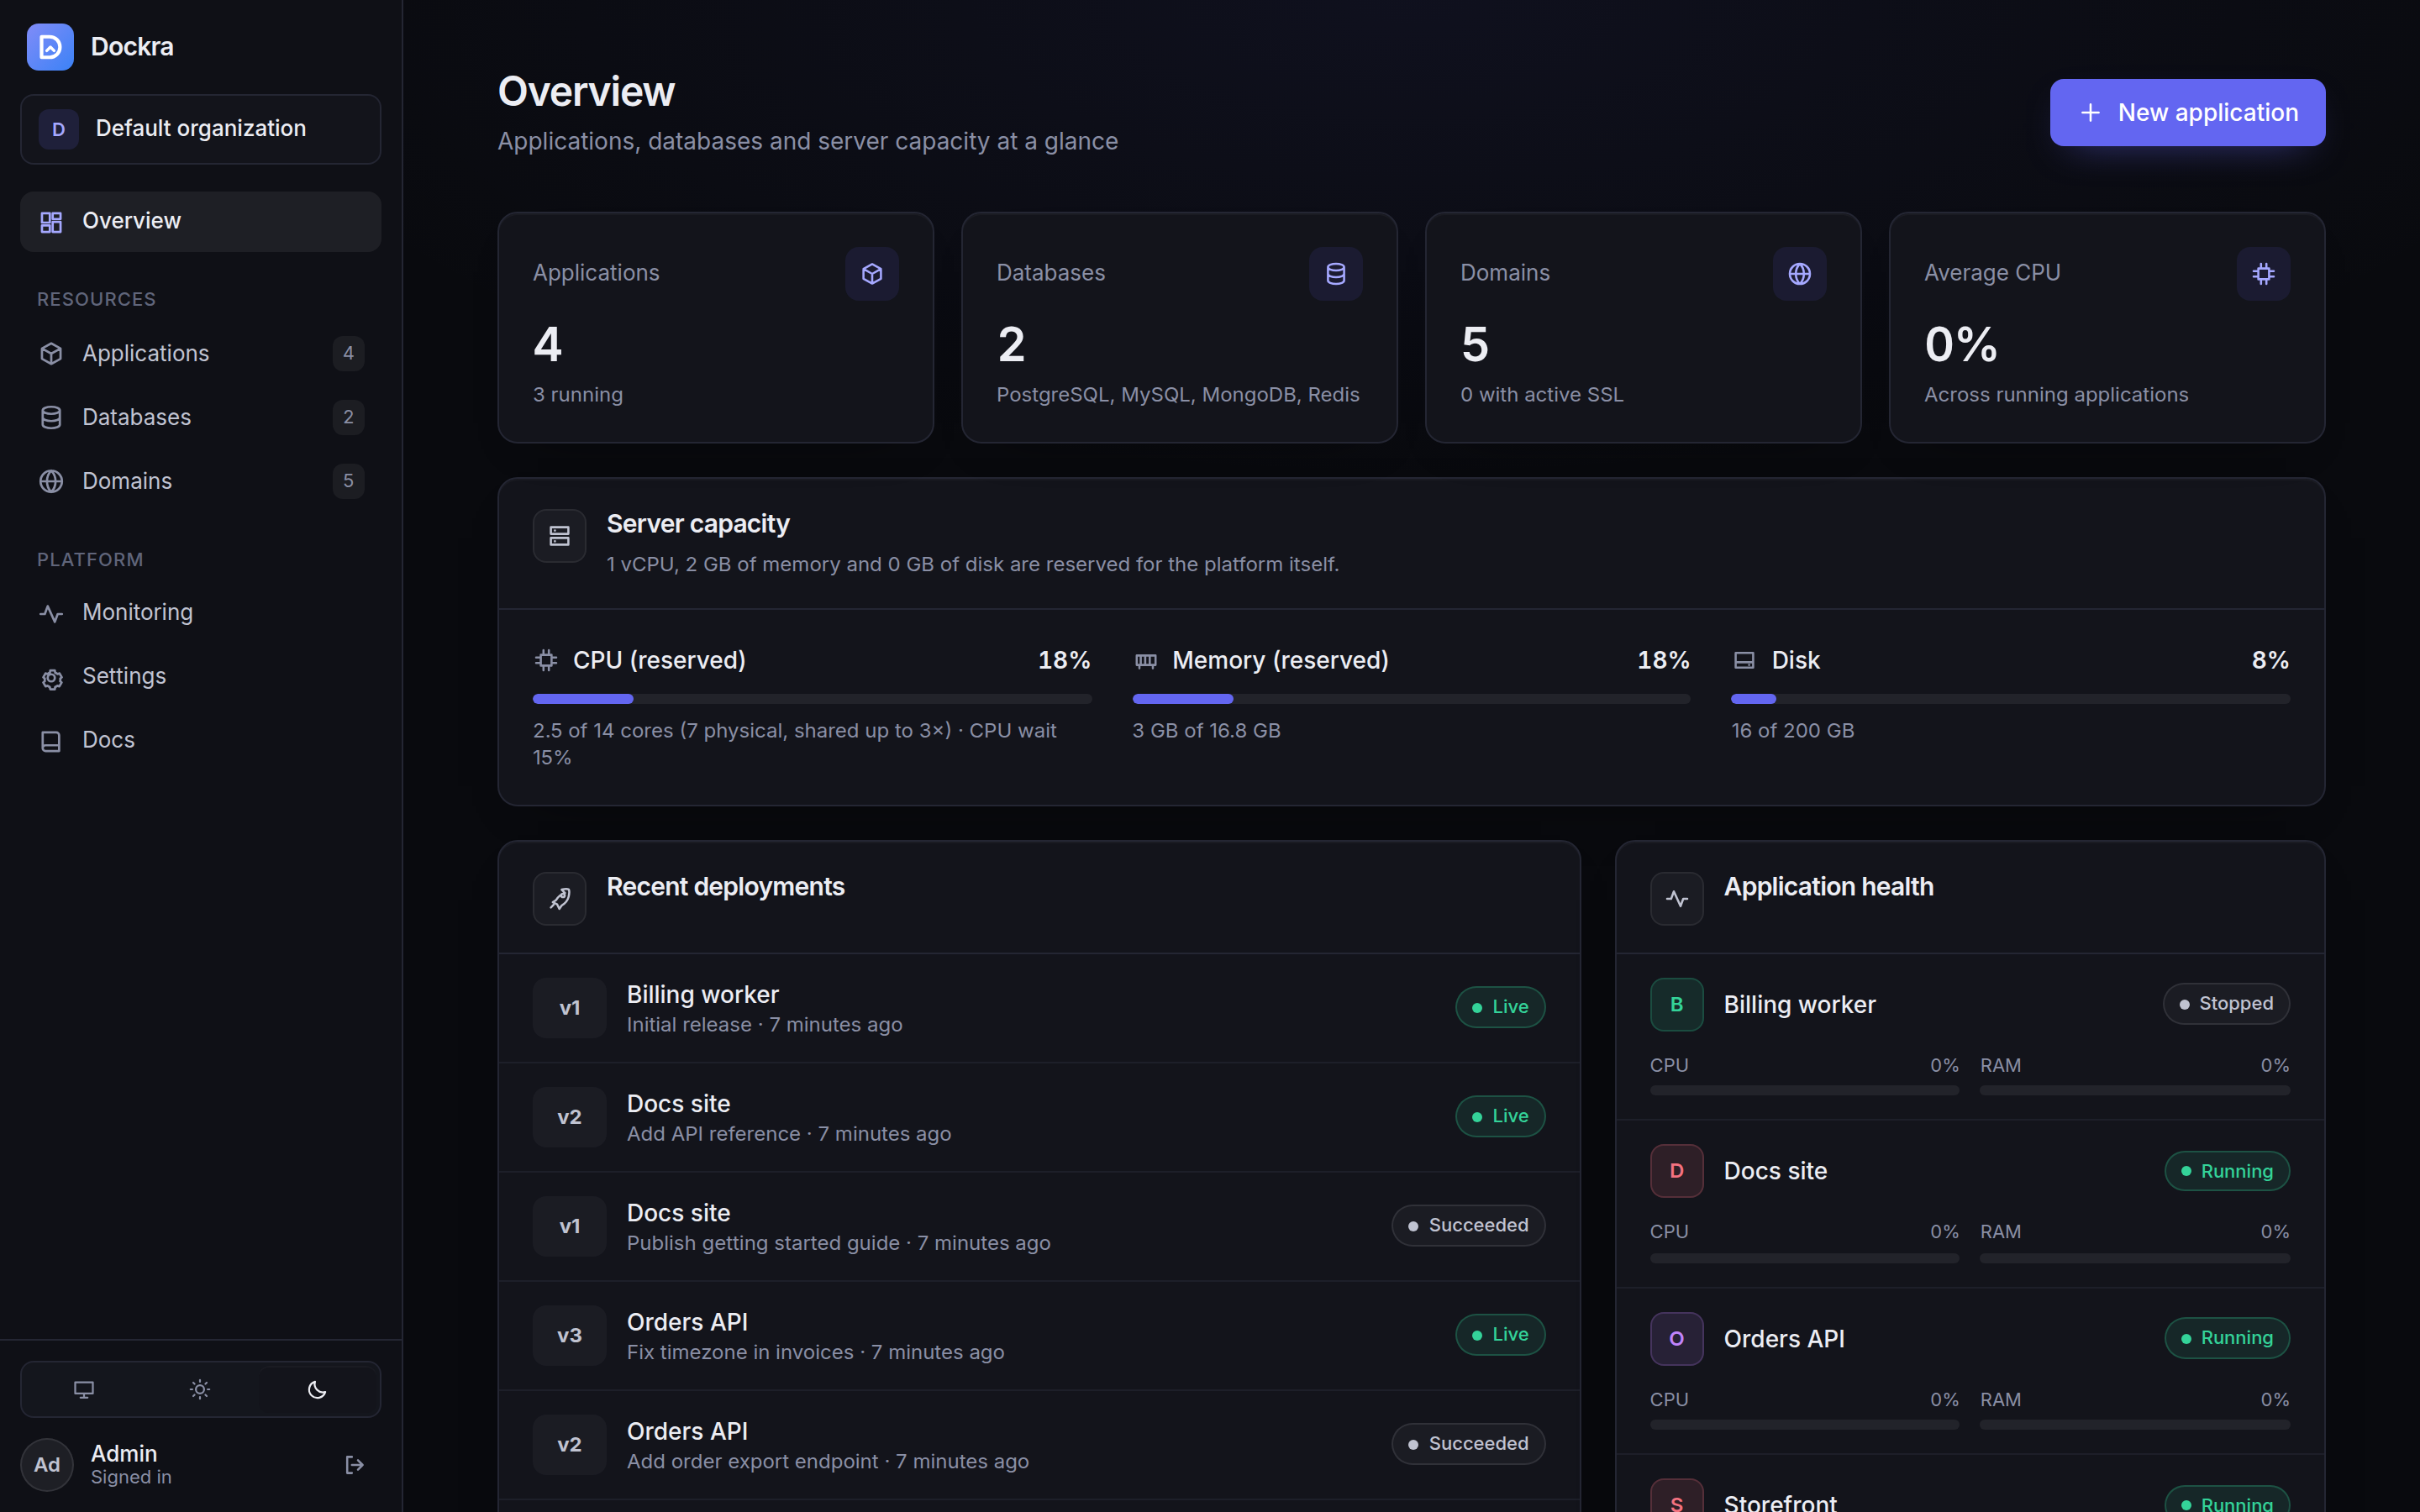 Dockra
D Default organization
Overview
RESOURCES
Applications 4
Databases 2
Domains 5
PLATFORM
Monitoring
Settings
Docs
Ad Admin
Signed in
Overview
Applications, databases and server capacity at a glance
New application
Applications
4
3 running
Databases
2
PostgreSQL, MySQL, MongoDB, Redis
Domains
5
0 with active SSL
Average CPU
0%
Across running applications
Server capacity
1 vCPU, 2 GB of memory and 0 GB of disk are reserved for the platform itself.
CPU (reserved) 18%
2.5 of 14 cores (7 physical, shared up to 3×) · CPU wait
15%
Memory (reserved) 18%
3 GB of 16.8 GB
Disk 8%
16 of 200 GB
Recent deployments
v1 Billing worker Live
Initial release · 7 minutes ago
v2 Docs site Live
Add API reference · 7 minutes ago
v1 Docs site Succeeded
Publish getting started guide · 7 minutes ago
v3 Orders API Live
Fix timezone in invoices · 7 minutes ago
v2 Orders API Succeeded
Add order export endpoint · 7 minutes ago
Application health
B Billing worker Stopped
CPU 0% RAM 0%
D Docs site Running
CPU 0% RAM 0%
O Orders API Running
CPU 0% RAM 0%
S Storefront Running